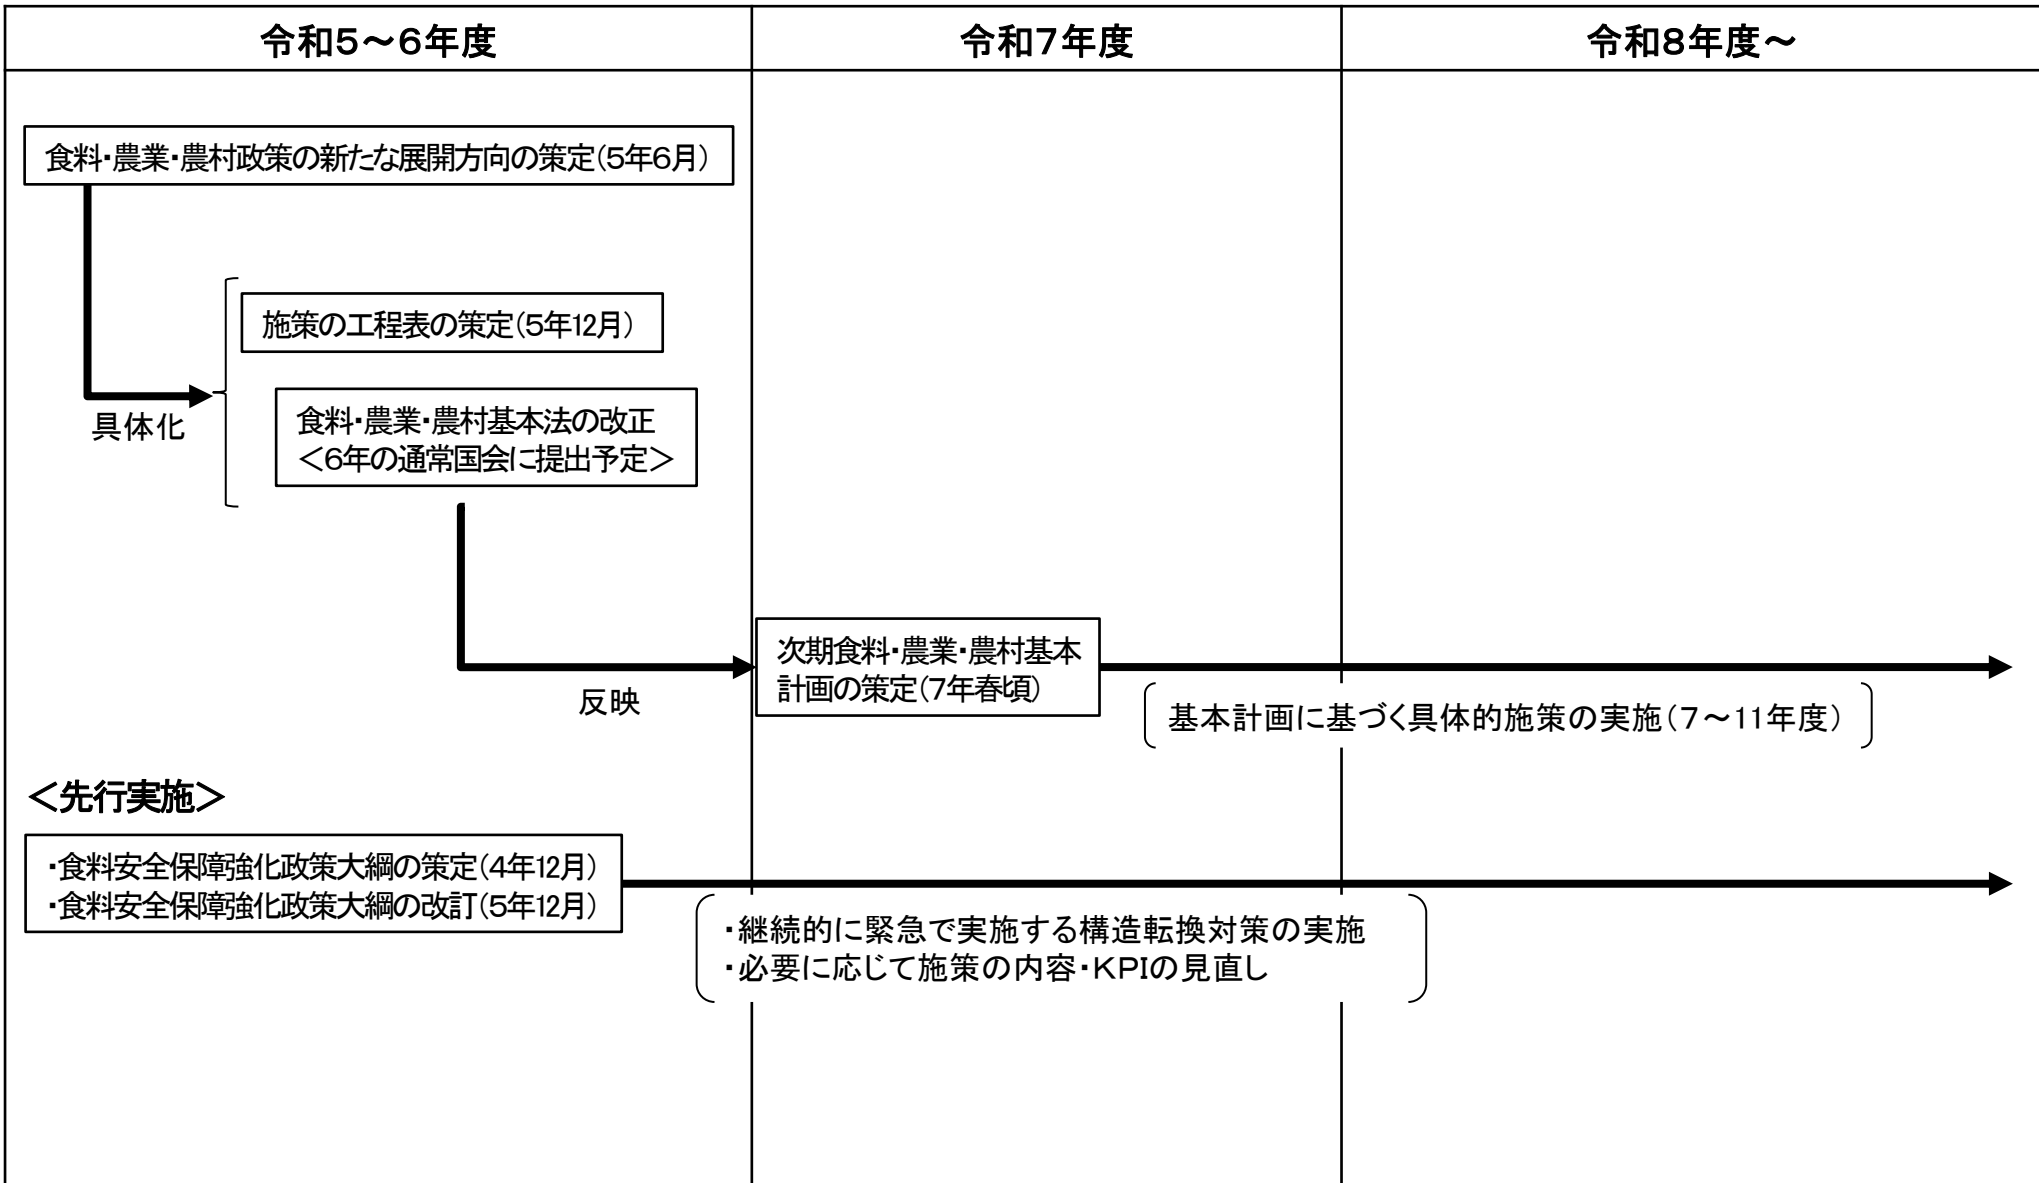 令和5～6年度
令和7年度
令和8年度～
食料・農業・農村政策の新たな展開方向の策定(5年6月)
施策の工程表の策定(5年12月)
具体化
食料・農業・農村基本法の改正
＜6年の通常国会に提出予定＞
次期食料・農業・農村基本
計画の策定(7年春頃)
反映
基本計画に基づく具体的施策の実施(7～11年度)
＜先行実施＞
・食料安全保障強化政策大綱の策定(4年12月)
・食料安全保障強化政策大綱の改訂(5年12月)
・継続的に緊急で実施する構造転換対策の実施
・必要に応じて施策の内容・KPIの見直し